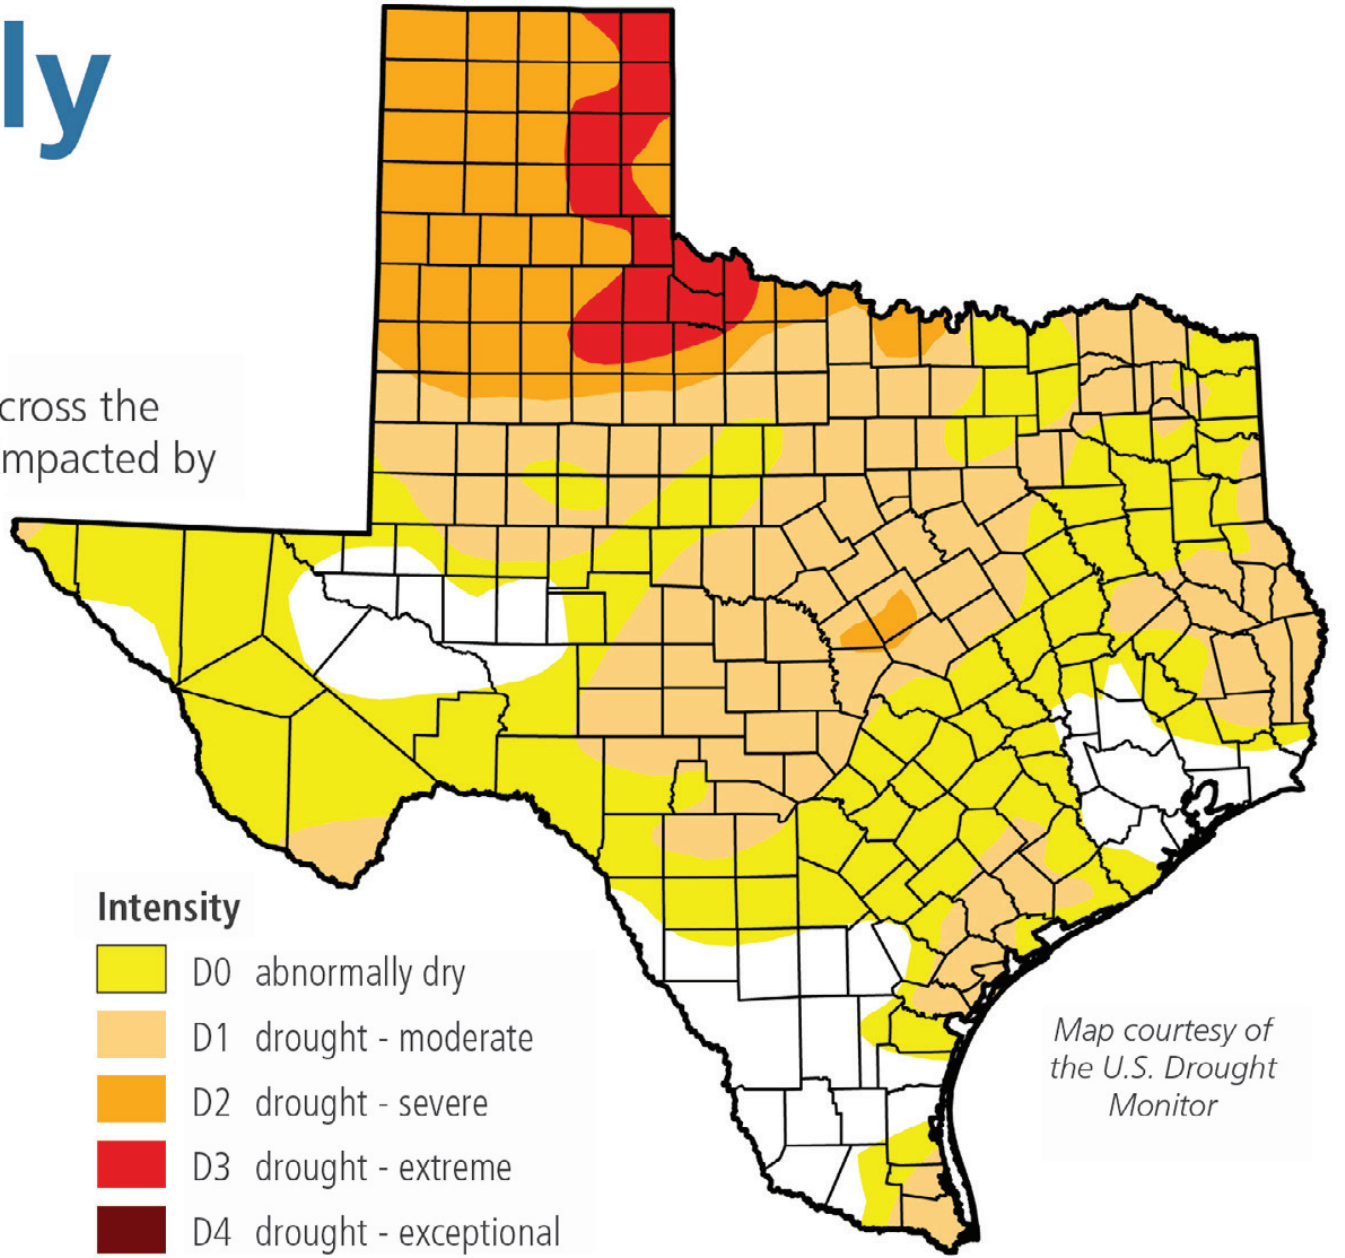 ly
cross the
mpacted by
Intensity
D0 abnormally dry
D1 drought - moderate
D2 drought - severe
D3 drought - extreme
D4 drought - exceptional
Map courtesy of
the U.S. Drought
Monitor